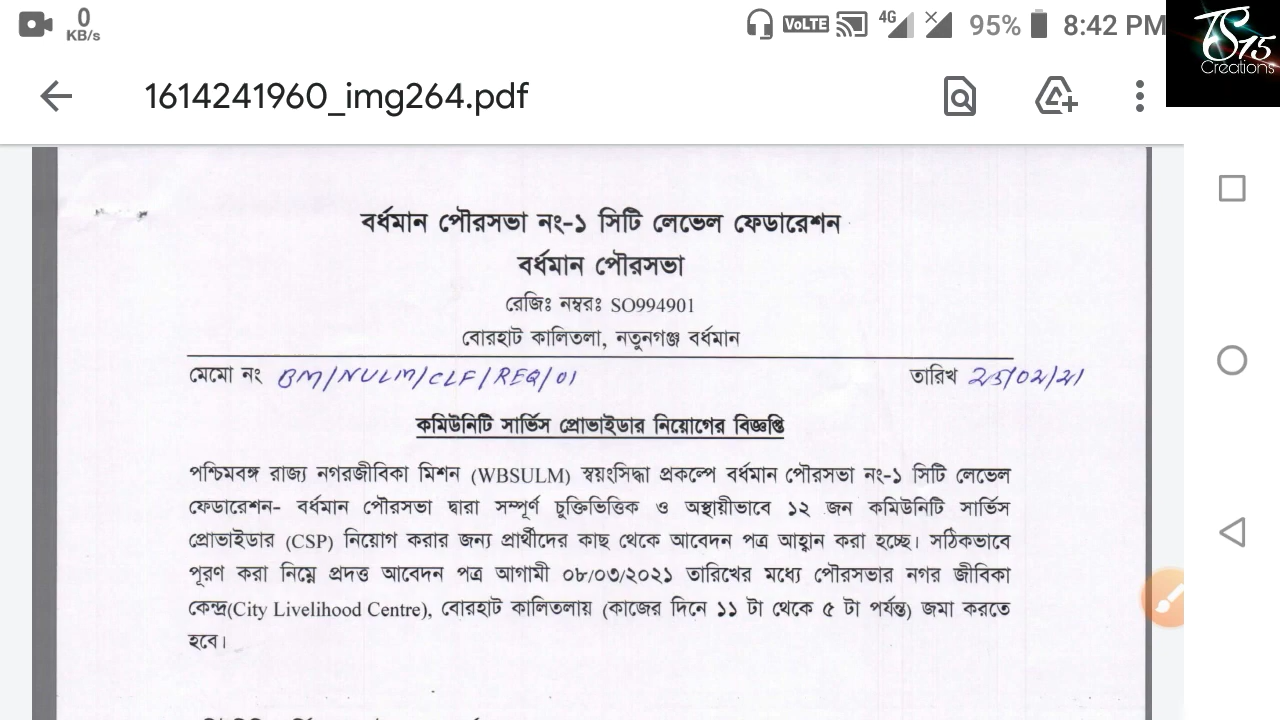 0
KB/s
VoLTE
4G
95%
8:42 PM
TS15
Creations
1614241960_img264.pdf
বর্ধমান পৌরসভা নং-১ সিটি লেভেল ফেডারেশন
বর্ধমান পৌরসভা
রেজিঃ নম্বরঃ SO994901
বোরহাট কালিতলা, নতুনগঞ্জ বর্ধমান
মেমো নং BM/NULM/CLF/REQ/01 তারিখ 25/02/21
কমিউনিটি সার্ভিস প্রোভাইডার নিয়োগের বিজ্ঞপ্তি
পশ্চিমবঙ্গ রাজ্য নগরজীবিকা মিশন (WBSULM) স্বয়ংসিদ্ধা প্রকল্পে বর্ধমান পৌরসভা নং-১ সিটি লেভেল
ফেডারেশন- বর্ধমান পৌরসভা দ্বারা সম্পূর্ণ চুক্তিভিত্তিক ও অস্থায়ীভাবে ১২ জন কমিউনিটি সার্ভিস
প্রোভাইডার (CSP) নিয়োগ করার জন্য প্রার্থীদের কাছ থেকে আবেদন পত্র আহ্বান করা হচ্ছে। সঠিকভাবে
পূরণ করা নিম্নে প্রদত্ত আবেদন পত্র আগামী ০৮/০৩/২০২১ তারিখের মধ্যে পৌরসভার নগর জীবিকা
কেন্দ্র(City Livelihood Centre), বোরহাট কালিতলায় (কাজের দিনে ১১ টা থেকে ৫ টা পর্যন্ত) জমা করতে
হবে।